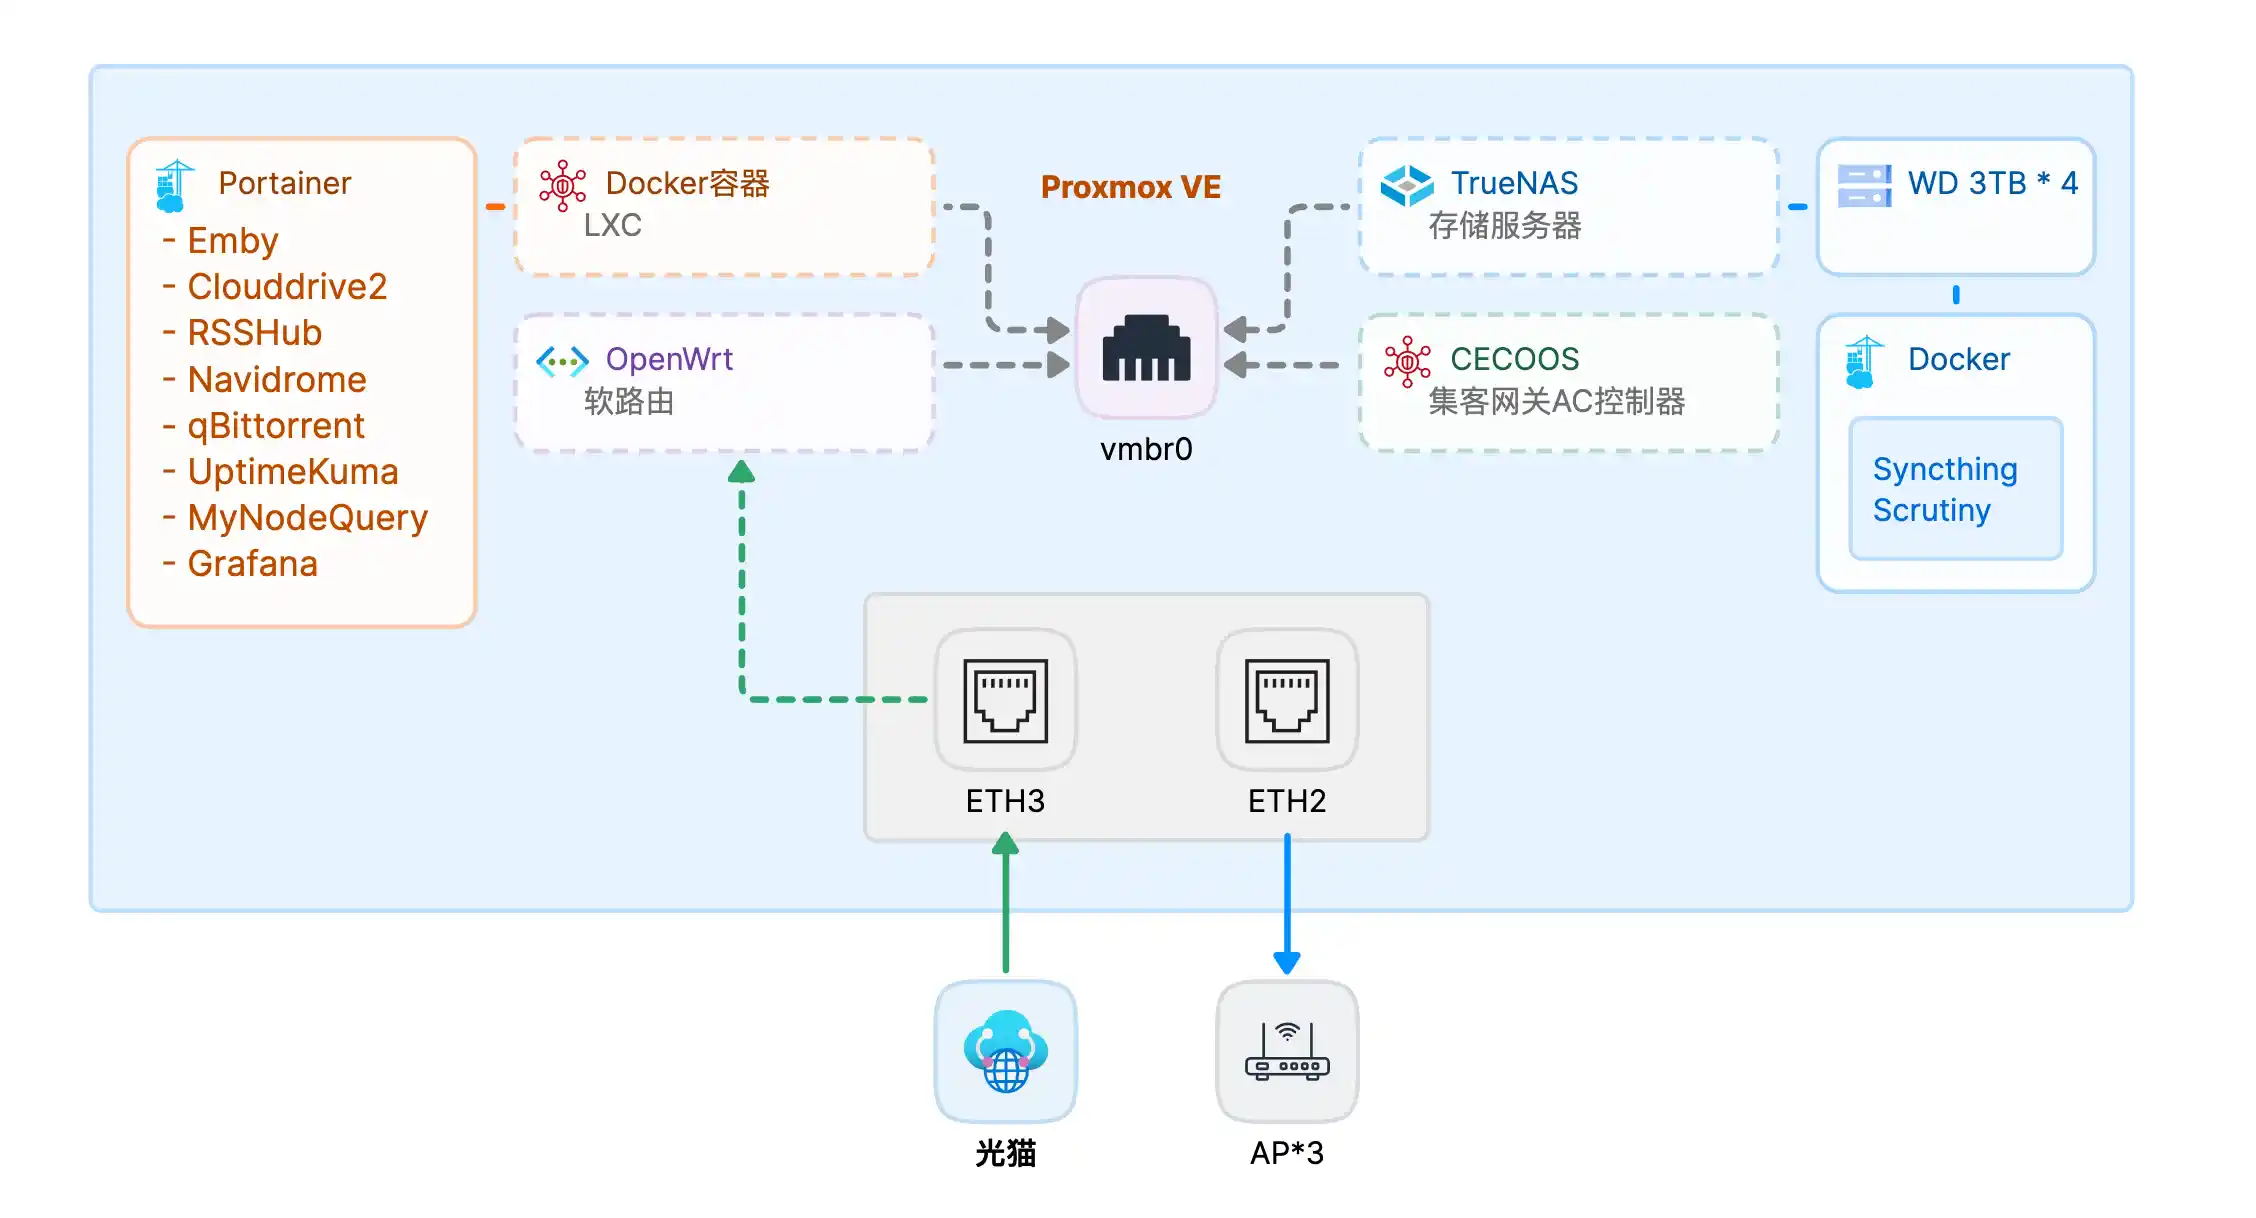 Portainer
- Emby
- Clouddrive2
- RSSHub
- Navidrome
- qBittorrent
- UptimeKuma
- MyNodeQuery
- Grafana
Docker容器
LXC
OpenWrt
软路由
Proxmox VE
vmbr0
TrueNAS
存储服务器
CECOOS
集客网关AC控制器
WD 3TB * 4
Docker
Syncthing
Scrutiny
ETH3
ETH2
光猫
AP*3